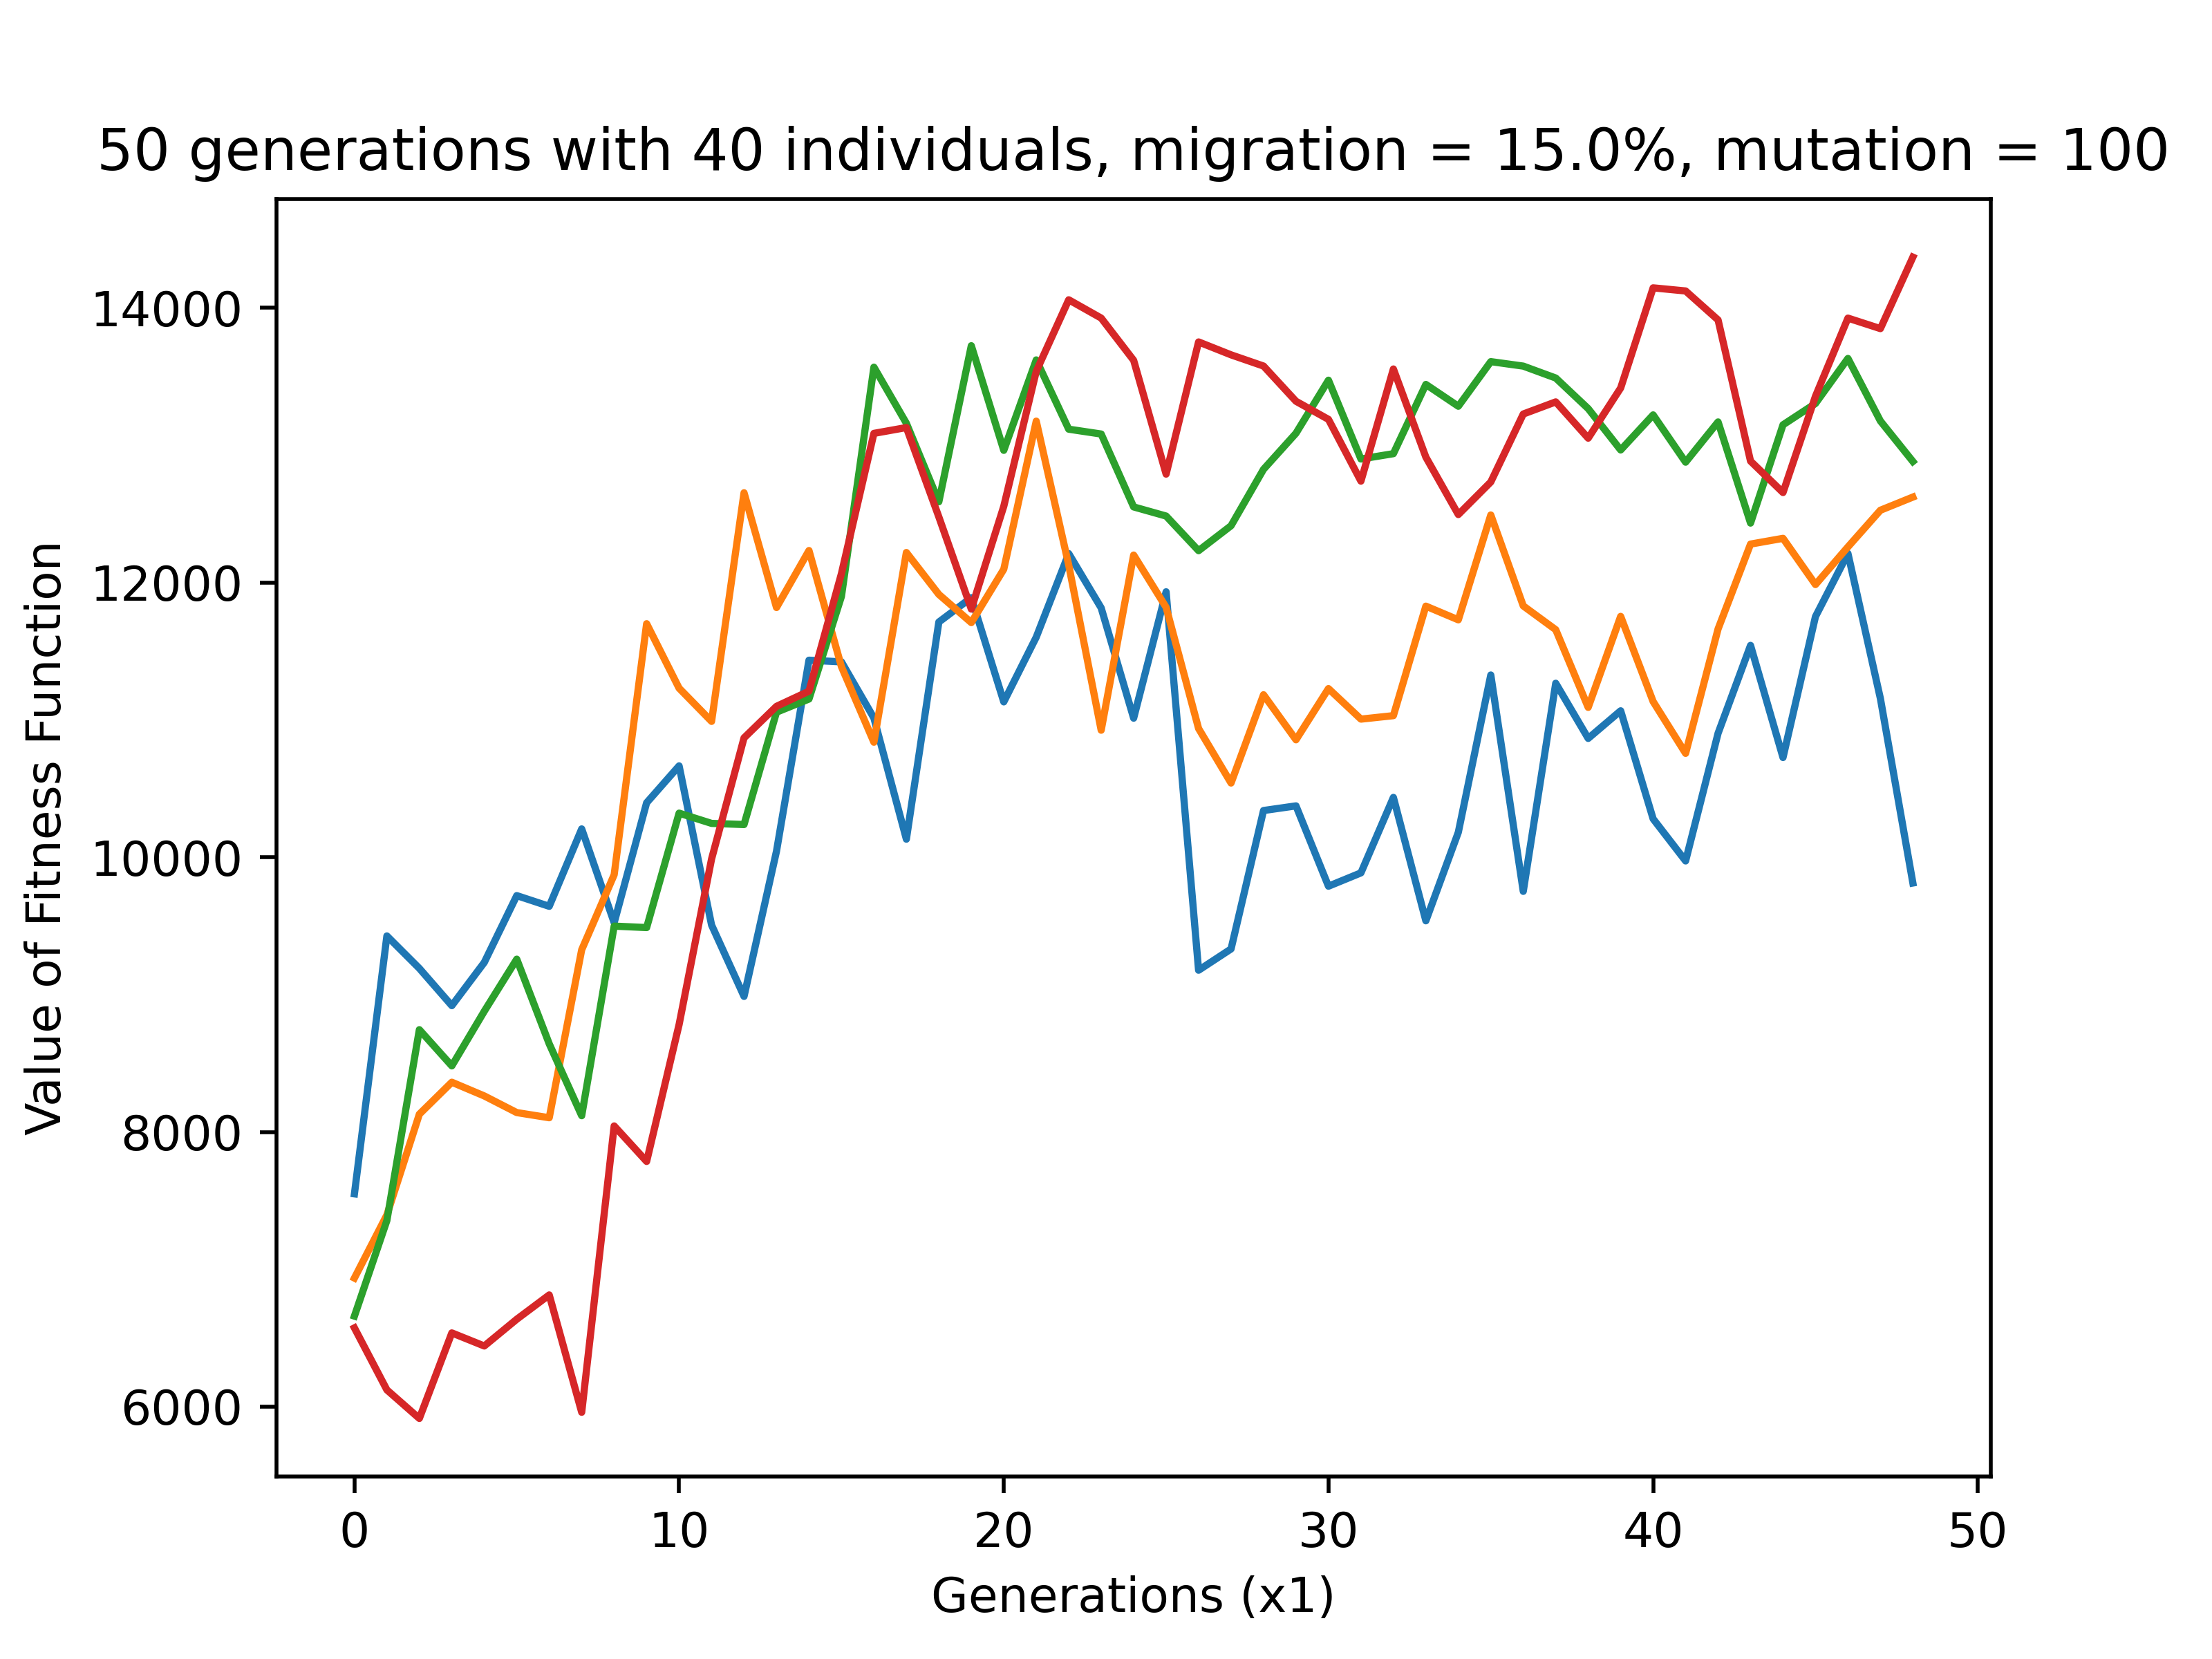 50 generations with 40 individuals, migration = 15.0%, mutation = 100
14000
12000
10000
8000
6000
Value of Fitness Function
0 10 20 30 40 50
Generations (x1)